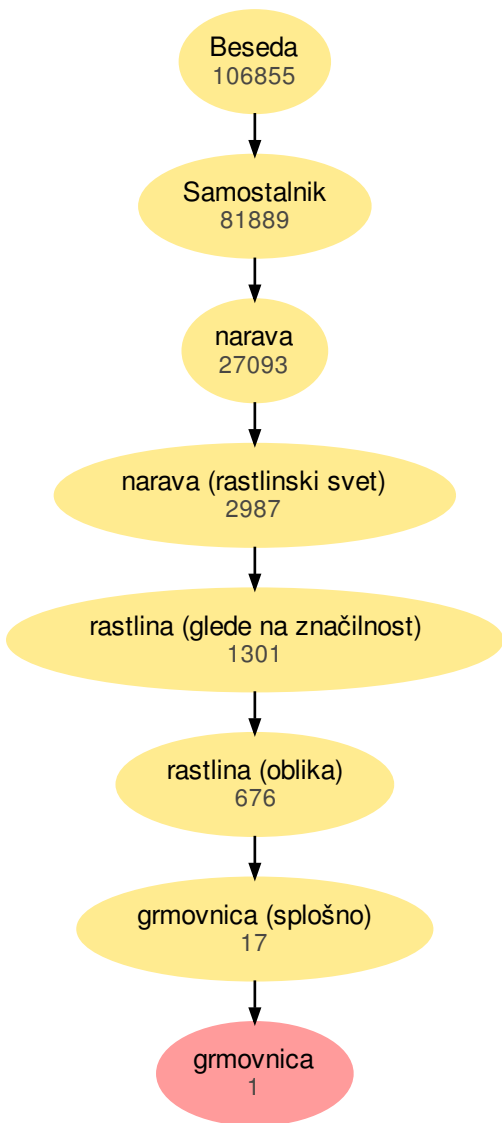 Beseda
106855
Samostalnik
81889
narava
27093
narava (rastlinski svet)
2987
rastlina (glede na značilnost)
1301
rastlina (oblika)
676
grmovnica (splošno)
17
grmovnica
1